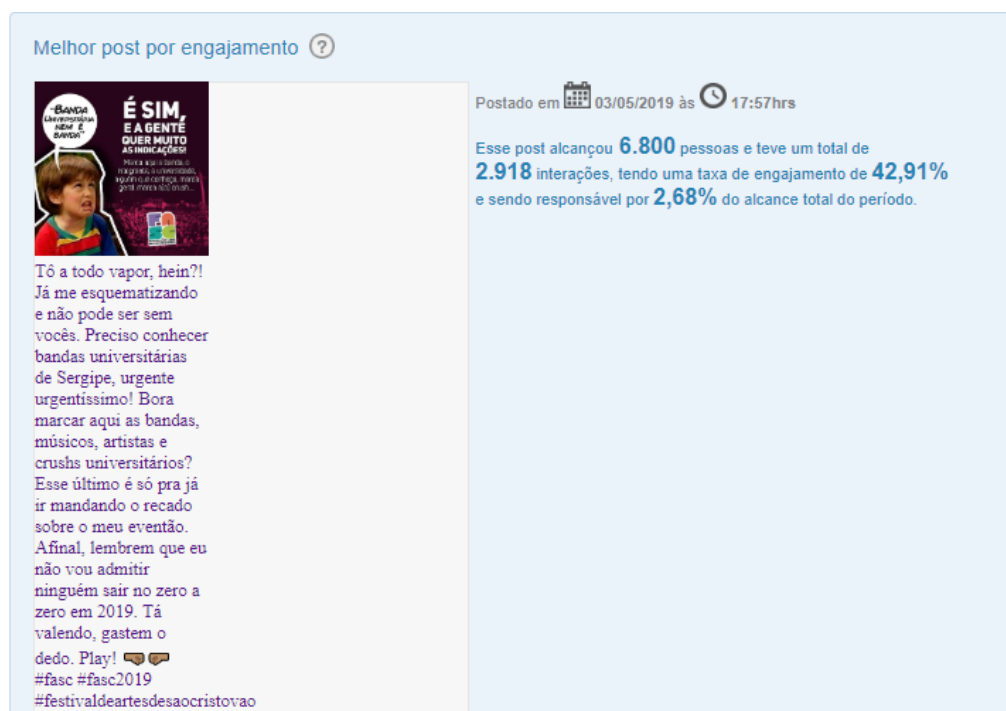 Melhor post por engajamento ?
-BANDA
UNIVERSITÁRIA
NEM É
BANDA"
É SIM,
E A GENTE
QUER MUITO
AS INDICAÇÕES!
Postado em 03/05/2019 às 17:57hrs
Esse post alcançou 6.800 pessoas e teve um total de
2.918 interações, tendo uma taxa de engajamento de 42,91%
e sendo responsável por 2,68% do alcance total do período.
Tô a todo vapor, hein?!
Já me esquematizando
e não pode ser sem
vocês. Preciso conhecer
bandas universitárias
de Sergipe, urgente
urgentíssimo! Bora
marcar aqui as bandas,
músicos, artistas e
crushs universitários?
Esse último é só pra já
ir mandando o recado
sobre o meu eventão.
Afinal, lembrem que eu
não vou admitir
ninguém sair no zero a
zero em 2019. Tá
valendo, gastem o
dedo. Play! 🤜🏾🤛🏾
#fasc #fasc2019
#festivaldeartesdesaocristovao